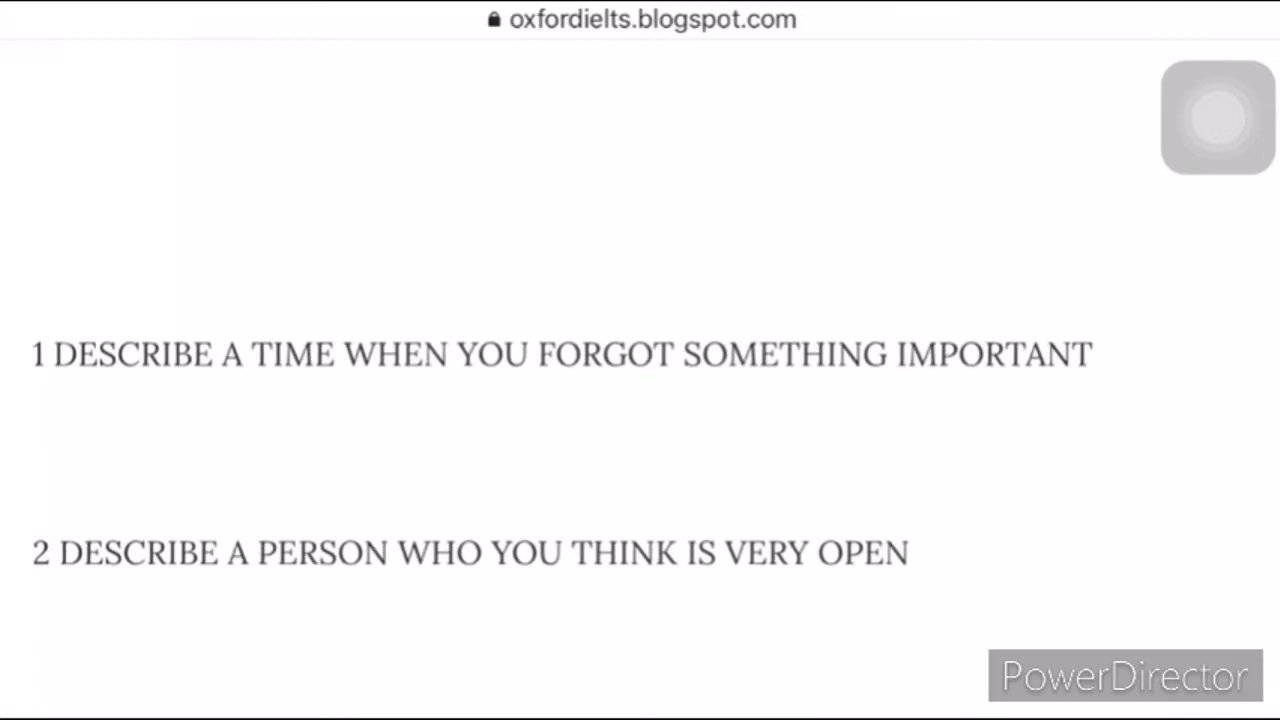 oxfordielts.blogspot.com
1 DESCRIBE A TIME WHEN YOU FORGOT SOMETHING IMPORTANT
2 DESCRIBE A PERSON WHO YOU THINK IS VERY OPEN
PowerDirector